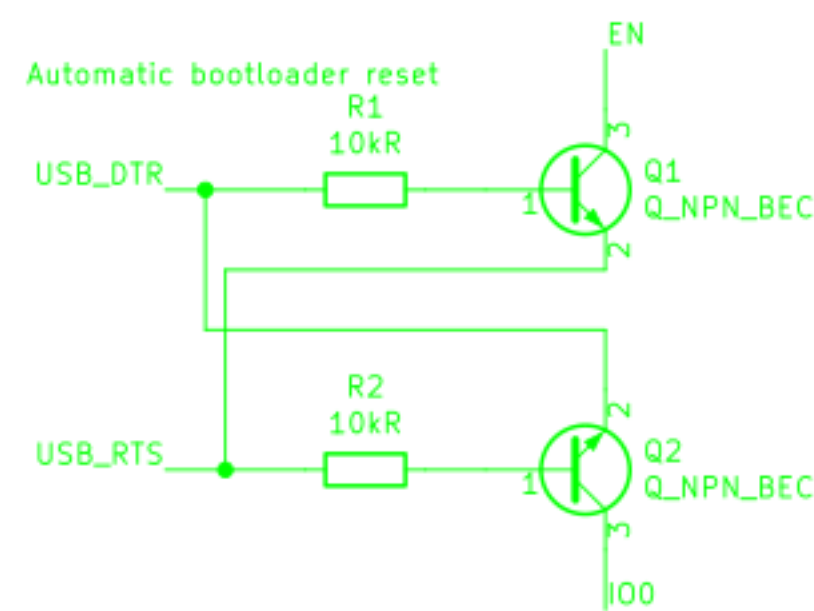 EN
Automatic bootloader reset
R1
10kR
3
USB_DTR
Q1
1
Q_NPN_BEC
2
R2
10kR
2
USB_RTS
Q2
1
Q_NPN_BEC
3
IO0